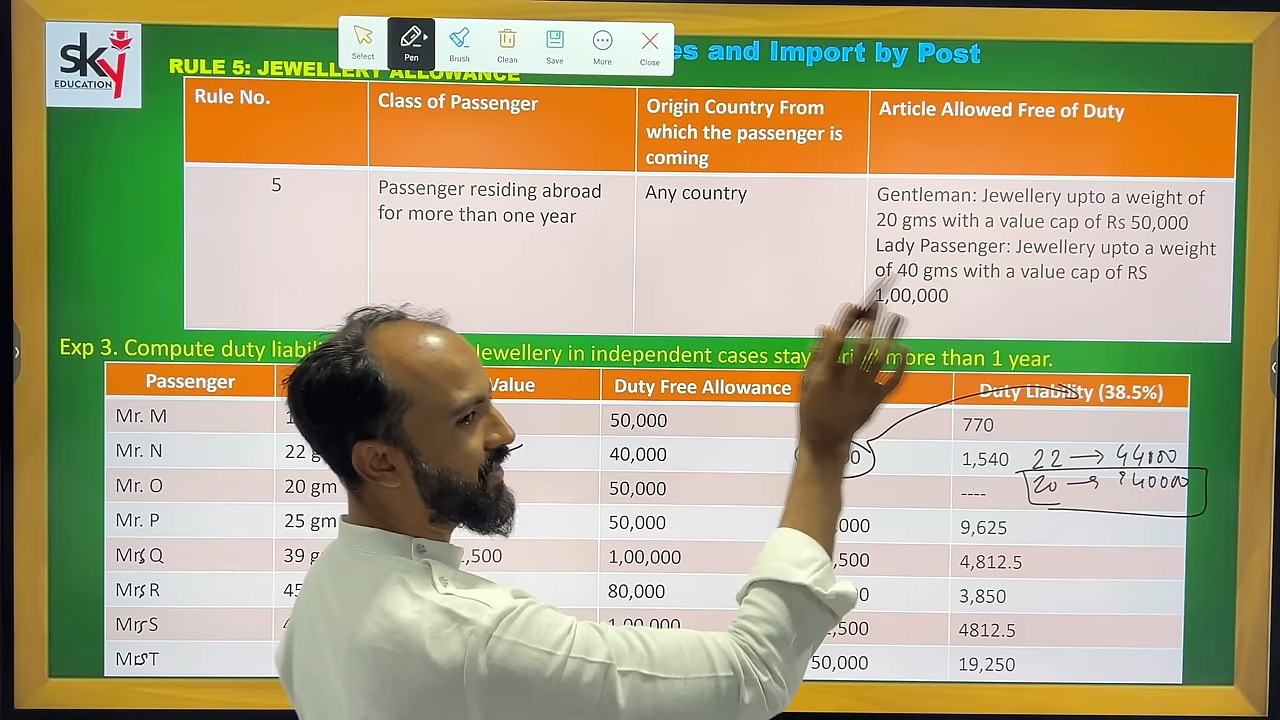 sky
EDUCATION
Select
Pen
Brush
Clean
Save
More
Close
es and Import by Post
RULE 5: JEWELLERY ALLOWANCE
Rule No.
Class of Passenger
Origin Country From
which the passenger is
coming
Article Allowed Free of Duty
5
Passenger residing abroad
for more than one year
Any country
Gentleman: Jewellery upto a weight of
20 gms with a value cap of Rs 50,000
Lady Passenger: Jewellery upto a weight
of 40 gms with a value cap of RS
1,00,000
Exp 3. Compute duty Jewellery in independent cases more than 1 year.
Passenger
Value
Duty Free Allowance
Duty Liability (38.5%)
Mr. M
50,000
770
Mr. N
22
40,000
1,540
22 → 44000
Mr. O
20 gm
50,000
----
20 → 40000
Mr. P
25 gm
50,000
000
9,625
Mrs Q
39
,500
1,00,000
,500
4,812.5
Mrs R
45
80,000
3,850
Mrs S
1,00,000
,500
4812.5
Mrs T
50,000
19,250